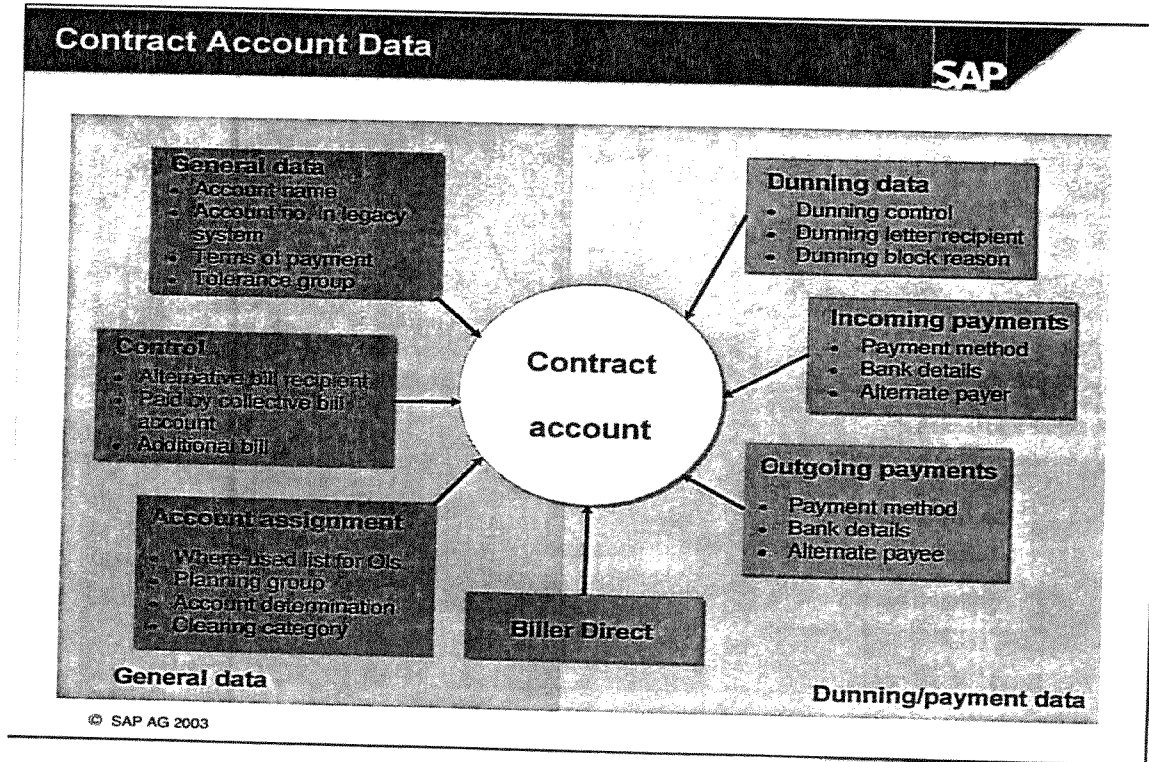 Contract Account Data
SAP
General data
• Account name
• Account no. in legacy
system
• Terms of payment
• Tolerance group
Control
• Alternative bill recipient
• Paid by collective bill
account
• Additional bill
Account assignment
• Where-used list for OIs
• Planning group
• Account determination
• Clearing category
General data
Contract
account
Biller Direct
Dunning data
• Dunning control
• Dunning letter recipient
• Dunning block reason
Incoming payments
• Payment method
• Bank details
• Alternate payer
Outgoing payments
• Payment method
• Bank details
• Alternate payee
Dunning/payment data
© SAP AG 2003